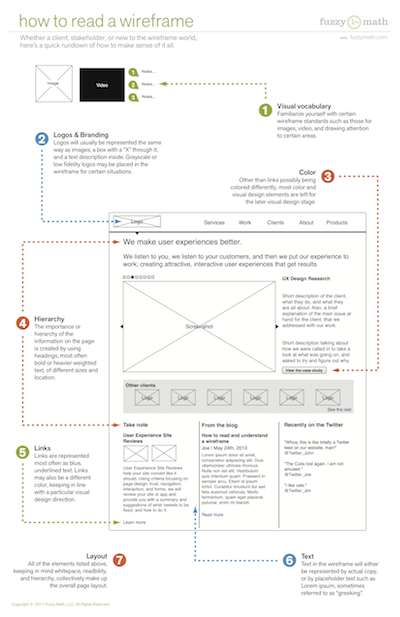 how to read a wireframe
fuzzy math
Whether a client, stakeholder, or new to the wireframe world,
here's a quick rundown of how to make sense of it all.
visit fuzzymath.com
Image
Video
1 Notes...
2 Notes...
3 Notes...
1 Visual vocabulary
Familiarize yourself with certain
wireframe standards such as those for
images, video, and drawing attention
to certain areas.
2 Logos & Branding
Logos will usually be represented the same
way as images, a box with a "X" through it,
and a text description inside. Grayscale or
low fidelity logos may be placed in the
wireframe for certain situations.
Color 3
Other than links possibly being
colored differently, most color and
visual design elements are left for
the later visual design stage.
Logo
Services Work Clients About Products
We make user experiences better.
We listen to you, we listen to your customers, and then we put our experience to
work; creating attractive, interactive user experiences that get results.
Screenshot
UX Design Research
Short description of the client,
what they do, and what they
are all about. Also, a brief
explanation of the main issue at
hand for the client, that we
addressed with our work.
Short description talking about
how we were called in to take a
look at what was going on, and
asked to try and figure out why.
View the case study
4 Hierarchy
The importance or
hierarchy of the
information on the page
is created by using
headings, most often
bold or heavier weighted
text, of different sizes and
location.
Other clients
Logo Logo Logo Logo Logo Logo
See the rest
Take note
User Experience Site
Reviews
User Experience Site Reviews
help your use client like it
should. Using criteria focusing on
page design, trust, navigation,
interaction, forms, we will
review your site or app and
provide you with a summary and
suggestions of what needs to be
fixed, and how to do it.
Learn more
From the blog
How to read and understand
a wireframe
Joe | May 24th, 2010
Lorem ipsum dolor sit amet,
consectetur adipiscing elit. Duis
ullamcorper ultrices rhoncus.
Nulla non est elit. Vestibulum
quis interdum quam. Praesent in
semper arcu. Etiam id ipsum
tortor. Curabitur tincidunt dui sed
felis euismod vehicula. Morbi
fermentum, quam eget placerat
pulvinar, enim mi blandit
Read more
Recently on the Twitter
"Whoa, this is like totally a Twitter
feed on our website, man!"
@Twitter_John
"The Cubs lost again. I am not
amused."
@Twitter_Joe
"I like cats."
@Twitter_Jim
5 Links
Links are represented
most often as blue,
underlined text. Links
may also be a different
color, keeping in line
with a particular visual
design direction.
Layout 7
All of the elements listed above,
keeping in mind whitespace, readbility,
and hierarchy, collectively make up
the overall page layout.
6 Text
Text in the wireframe will either
be represented by actual copy,
or by placeholder text such as
Lorem ipsum, sometimes
referred to as "greeking".
Copyright © 2011 Fuzzy Math, LLC. All Rights Reserved